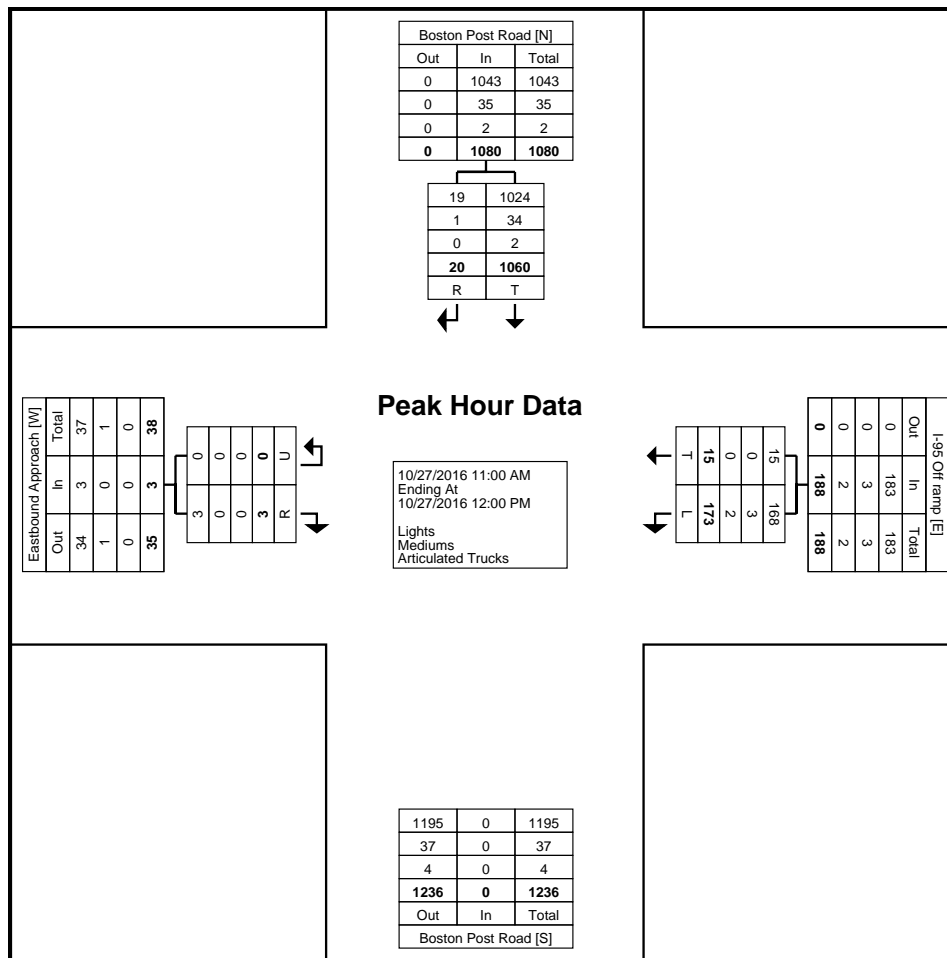 Boston Post Road [N]
Out In Total
0 1043 1043
0 35 35
0 2 2
0 1080 1080
19 1024
1 34
0 2
20 1060
R T
Eastbound Approach [W]
Total In Out
37 3 34
1 0 1
0 0 0
38 3 35
0 3
0 0
0 0
0 3
U R
Peak Hour Data
10/27/2016 11:00 AM
Ending At
10/27/2016 12:00 PM
Lights
Mediums
Articulated Trucks
15 168
0 3
0 2
15 173
T L
I-95 Off ramp [E]
Out In Total
0 183 183
0 3 3
0 2 2
0 188 188
1195 0 1195
37 0 37
4 0 4
1236 0 1236
Out In Total
Boston Post Road [S]